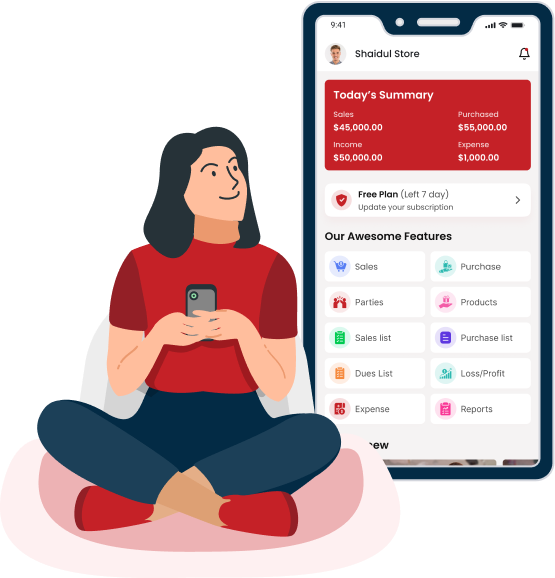 9:41
Shaidul Store
Today's Summary
Sales Purchased
$45,000.00 $55,000.00
Income Expense
$50,000.00 $1,000.00
Free Plan (Left 7 day)
Update your subscription
Our Awesome Features
Sales Purchase
Parties Products
Sales list Purchase list
Dues List Loss/Profit
Expense Reports